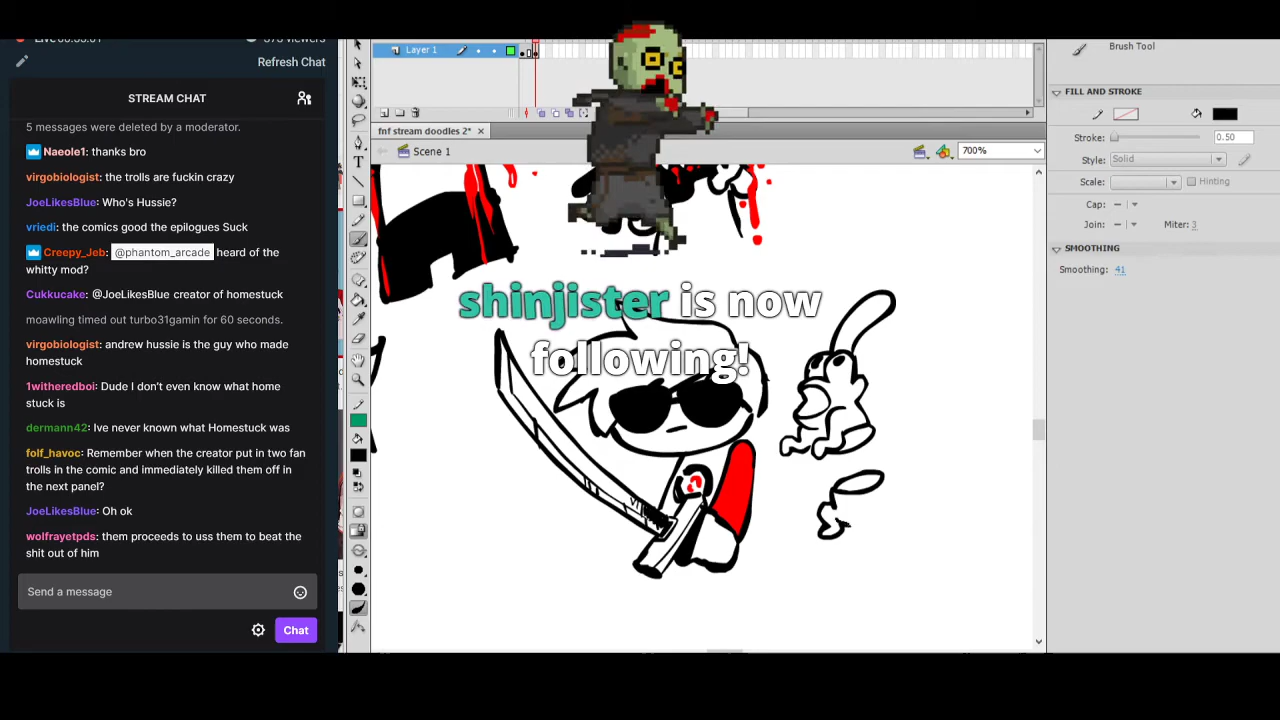 Refresh Chat
STREAM CHAT
5 messages were deleted by a moderator.
Naeole1: thanks bro
virgobiologist: the trolls are fuckin crazy
JoeLikesBlue: Who's Hussie?
vriedi: the comics good the epilogues Suck
Creepy_Jeb: @phantom_arcade heard of the
whitty mod?
Cukkucake: @JoeLikesBlue creator of homestuck
moawling timed out turbo31gamin for 60 seconds.
virgobiologist: andrew hussie is the guy who made
homestuck
1witheredboi: Dude I don't even know what home
stuck is
dermann42: Ive never known what Homestuck was
folf_havoc: Remember when the creator put in two fan
trolls in the comic and immediately killed them off in
the next panel?
JoeLikesBlue: Oh ok
wolfrayetpds: them proceeds to uss them to beat the
shit out of him
Send a message
Chat
Layer 1
fnf stream doodles 2*
Scene 1
700%
shinjister is now
following!
Brush Tool
FILL AND STROKE
Stroke: 0.50
Style: Solid
Scale: Hinting
Cap:
Join: Miter: 3
SMOOTHING
Smoothing: 41